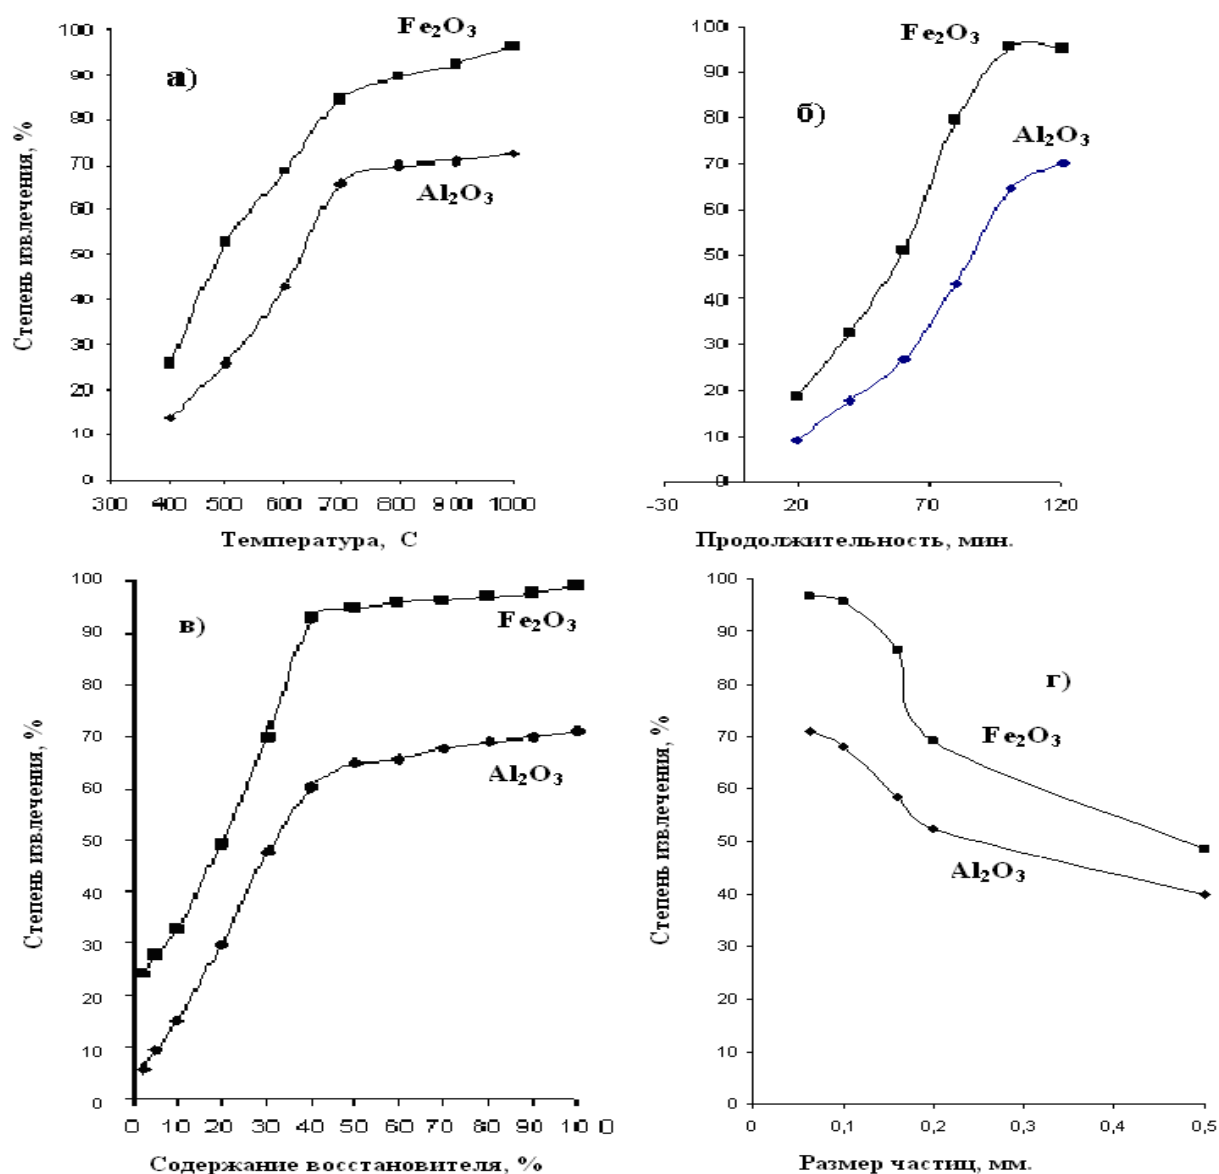 Fe₂O₃
а)
Al₂O₃
Степень извлечения, %
100
90
80
70
60
50
40
30
20
10
0
300 400 500 600 700 800 900 1000
Температура, С
Fe₂O₃
б)
Al₂O₃
100
90
80
70
60
50
40
30
20
10
0
-30 20 70 120
Продолжительность, мин.
в)
Fe₂O₃
Al₂O₃
Степень извлечения, %
100
90
80
70
60
50
40
30
20
10
0
0 10 20 30 40 50 60 70 80 90 100
Содержание восстановителя, %
г)
Fe₂O₃
Al₂O₃
Степень извлечения, %
100
90
80
70
60
50
40
30
20
10
0
0 0,1 0,2 0,3 0,4 0,5
Размер частиц, мм.